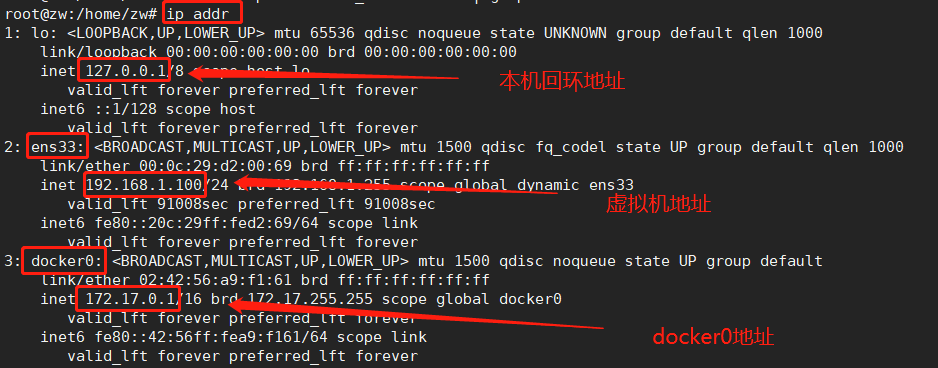 root@zw:/home/zw# ip addr
1: lo: <LOOPBACK,UP,LOWER_UP> mtu 65536 qdisc noqueue state UNKNOWN group default qlen 1000
link/loopback 00:00:00:00:00:00 brd 00:00:00:00:00:00
inet 127.0.0.1/8 scope host lo
本机回环地址
valid_lft forever preferred_lft forever
inet6 ::1/128 scope host
valid_lft forever preferred_lft forever
2: ens33: <BROADCAST,MULTICAST,UP,LOWER_UP> mtu 1500 qdisc fq_codel state UP group default qlen 1000
link/ether 00:0c:29:d2:00:69 brd ff:ff:ff:ff:ff:ff
inet 192.168.1.100/24 brd 192.168.1.255 scope global dynamic ens33
虚拟机地址
valid_lft 91008sec preferred_lft 91008sec
inet6 fe80::20c:29ff:fed2:69/64 scope link
valid_lft forever preferred_lft forever
3: docker0: <BROADCAST,MULTICAST,UP,LOWER_UP> mtu 1500 qdisc noqueue state UP group default
link/ether 02:42:56:a9:f1:61 brd ff:ff:ff:ff:ff:ff
inet 172.17.0.1/16 brd 172.17.255.255 scope global docker0
valid_lft forever preferred_lft forever
docker0地址
inet6 fe80::42:56ff:fea9:f161/64 scope link
valid_lft forever preferred_lft forever